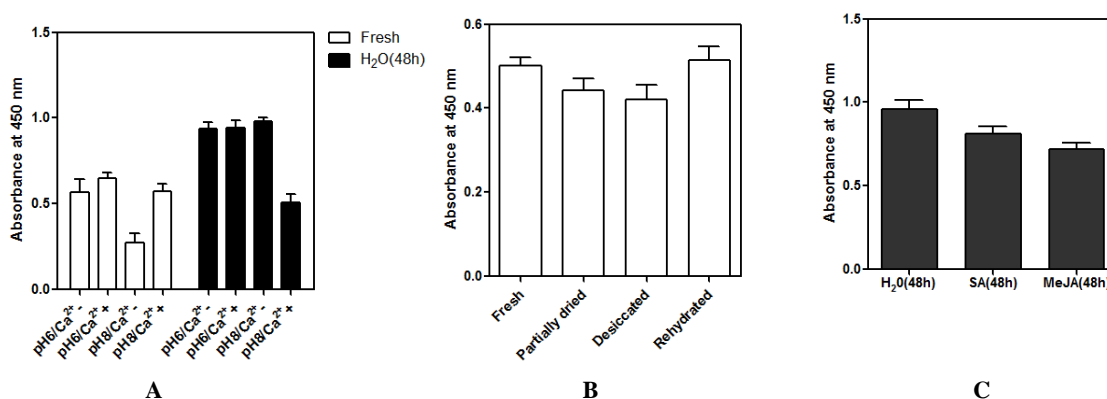 Absorbance at 450 nm
1.5
1.0
0.5
0.0
pH6/Ca²⁺ -
pH6/Ca²⁺ +
pH8/Ca²⁺ -
pH8/Ca²⁺ +
pH6/Ca²⁺ -
pH6/Ca²⁺ +
pH8/Ca²⁺ -
pH8/Ca²⁺ +
Fresh
H₂O(48h)
A
Absorbance at 450 nm
0.6
0.4
0.2
0.0
Fresh
Partially dried
Desiccated
Rehydrated
B
Absorbance at 450 nm
1.5
1.0
0.5
0.0
H₂0(48h)
SA(48h)
MeJA(48h)
C